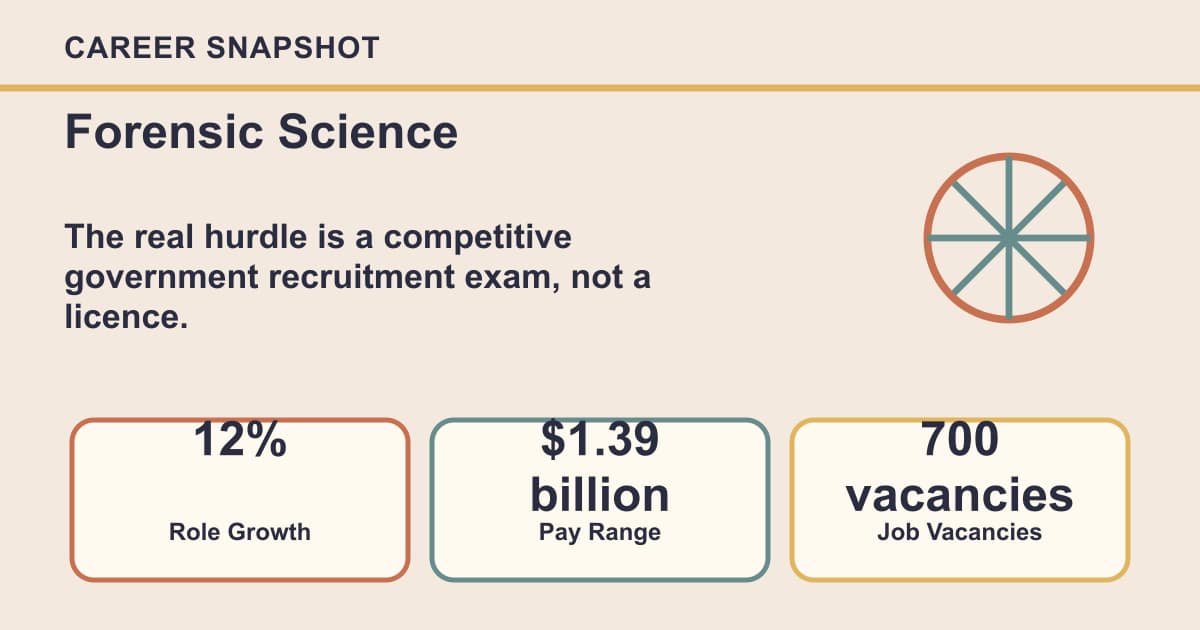 CAREER SNAPSHOT
Forensic Science
The real hurdle is a competitive
government recruitment exam, not a
licence.
12%
Role Growth
$1.39
billion
Pay Range
700
vacancies
Job Vacancies